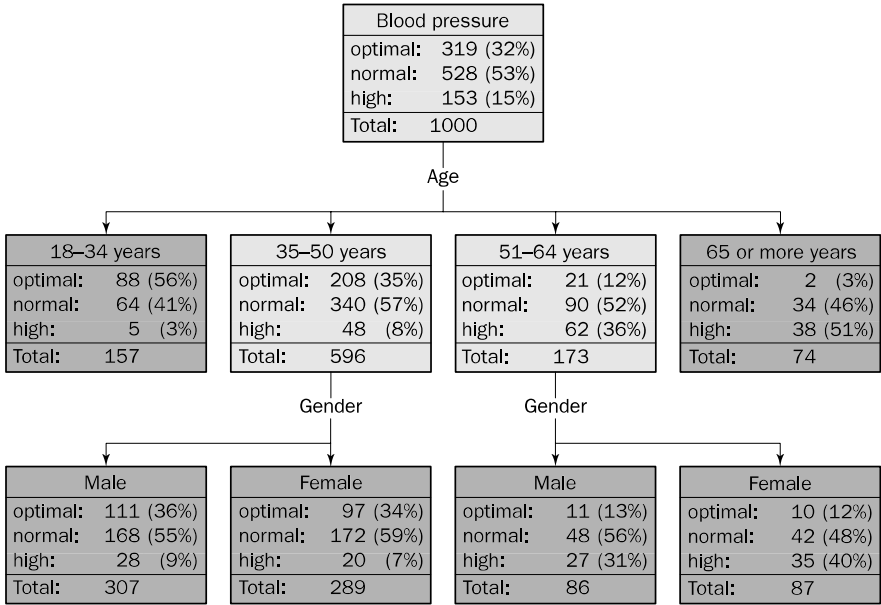 Blood pressure
optimal: 319 (32%)
normal: 528 (53%)
high: 153 (15%)
Total: 1000
Age
18–34 years
optimal: 88 (56%)
normal: 64 (41%)
high: 5 (3%)
Total: 157
35–50 years
optimal: 208 (35%)
normal: 340 (57%)
high: 48 (8%)
Total: 596
51–64 years
optimal: 21 (12%)
normal: 90 (52%)
high: 62 (36%)
Total: 173
65 or more years
optimal: 2 (3%)
normal: 34 (46%)
high: 38 (51%)
Total: 74
Gender
Gender
Male
optimal: 111 (36%)
normal: 168 (55%)
high: 28 (9%)
Total: 307
Female
optimal: 97 (34%)
normal: 172 (59%)
high: 20 (7%)
Total: 289
Male
optimal: 11 (13%)
normal: 48 (56%)
high: 27 (31%)
Total: 86
Female
optimal: 10 (12%)
normal: 42 (48%)
high: 35 (40%)
Total: 87